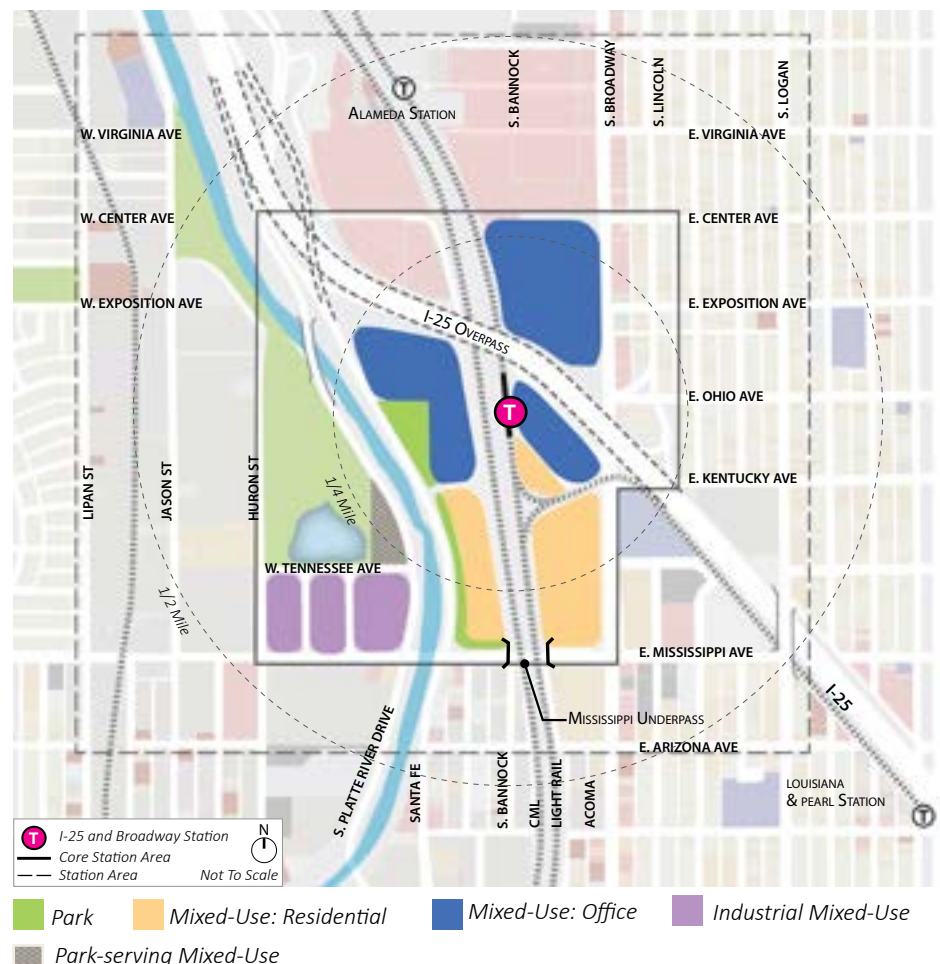 S. BANNOCK
S. BROADWAY
S. LINCOLN
S. LOGAN
T
ALAMEDA STATION
W. VIRGINIA AVE
E. VIRGINIA AVE
W. CENTER AVE
E. CENTER AVE
W. EXPOSITION AVE
E. EXPOSITION AVE
I-25 OVERPASS
E. OHIO AVE
T
LIPAN ST
JASON ST
HURON ST
1/4 Mile
E. KENTUCKY AVE
W. TENNESSEE AVE
1/2 Mile
E. MISSISSIPPI AVE
I-25
MISSISSIPPI UNDERPASS
E. ARIZONA AVE
S. PLATTE RIVER DRIVE
SANTA FE
S. BANNOCK
CML
LIGHT RAIL
ACOMA
LOUISIANA
& PEARL STATION
T
T I-25 and Broadway Station
N
Core Station Area
Station Area
Not To Scale
Park
Mixed-Use: Residential
Mixed-Use: Office
Industrial Mixed-Use
Park-serving Mixed-Use